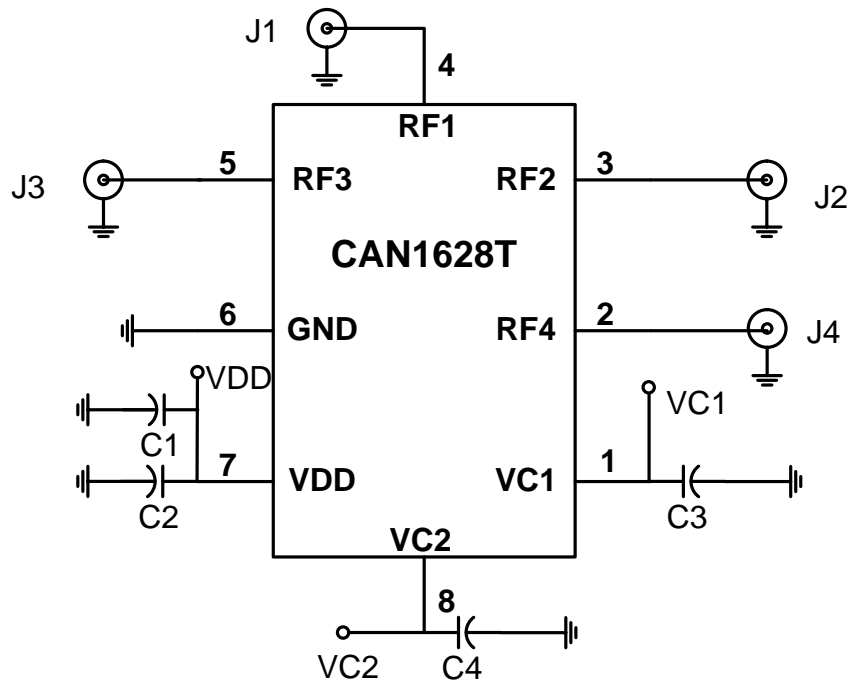 J1
4
RF1
J3
5
RF3
RF2
3
J2
CAN1628T
6
GND
RF4
2
J4
VDD
VC1
C1
7
VDD
VC1
1
C2
C3
VC2
8
VC2
C4